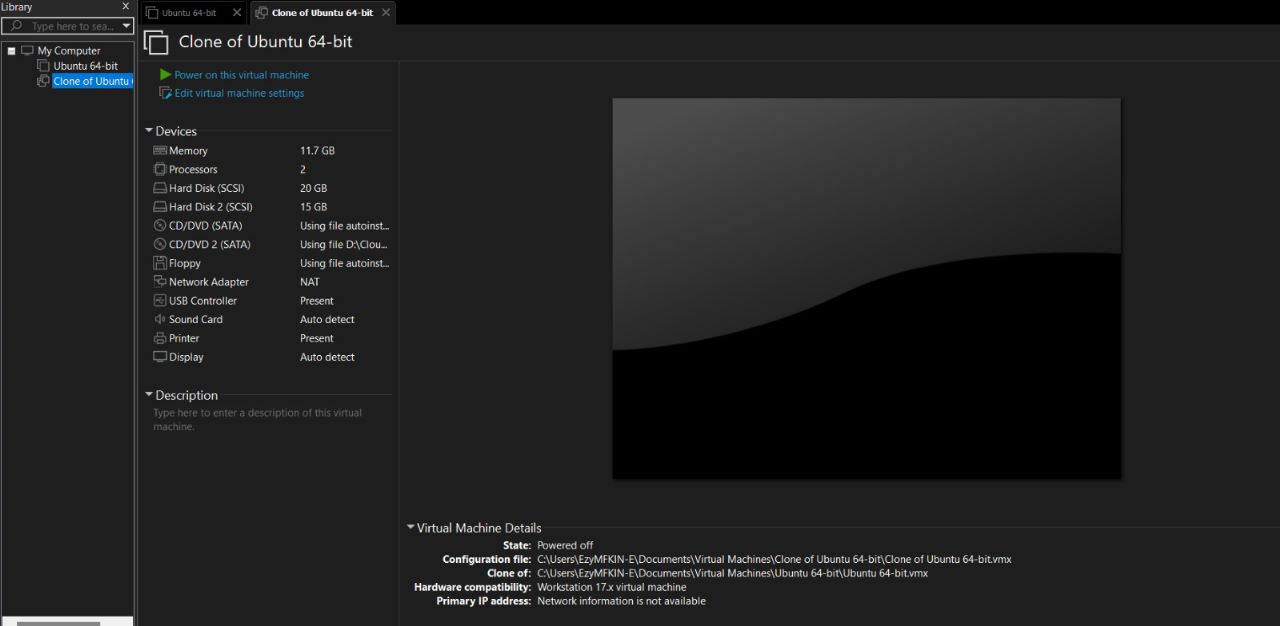 Library
Type here to sea...
My Computer
Ubuntu 64-bit
Clone of Ubuntu
Ubuntu 64-bit
Clone of Ubuntu 64-bit
Clone of Ubuntu 64-bit
Power on this virtual machine
Edit virtual machine settings
Devices
Memory 11.7 GB
Processors 2
Hard Disk (SCSI) 20 GB
Hard Disk 2 (SCSI) 15 GB
CD/DVD (SATA) Using file autoinst...
CD/DVD 2 (SATA) Using file D:\Clou...
Floppy Using file autoinst...
Network Adapter NAT
USB Controller Present
Sound Card Auto detect
Printer Present
Display Auto detect
Description
Type here to enter a description of this virtual
machine.
Virtual Machine Details
State: Powered off
Configuration file: C:\Users\EzyMFKIN-E\Documents\Virtual Machines\Clone of Ubuntu 64-bit\Clone of Ubuntu 64-bit.vmx
Clone of: C:\Users\EzyMFKIN-E\Documents\Virtual Machines\Ubuntu 64-bit\Ubuntu 64-bit.vmx
Hardware compatibility: Workstation 17.x virtual machine
Primary IP address: Network information is not available